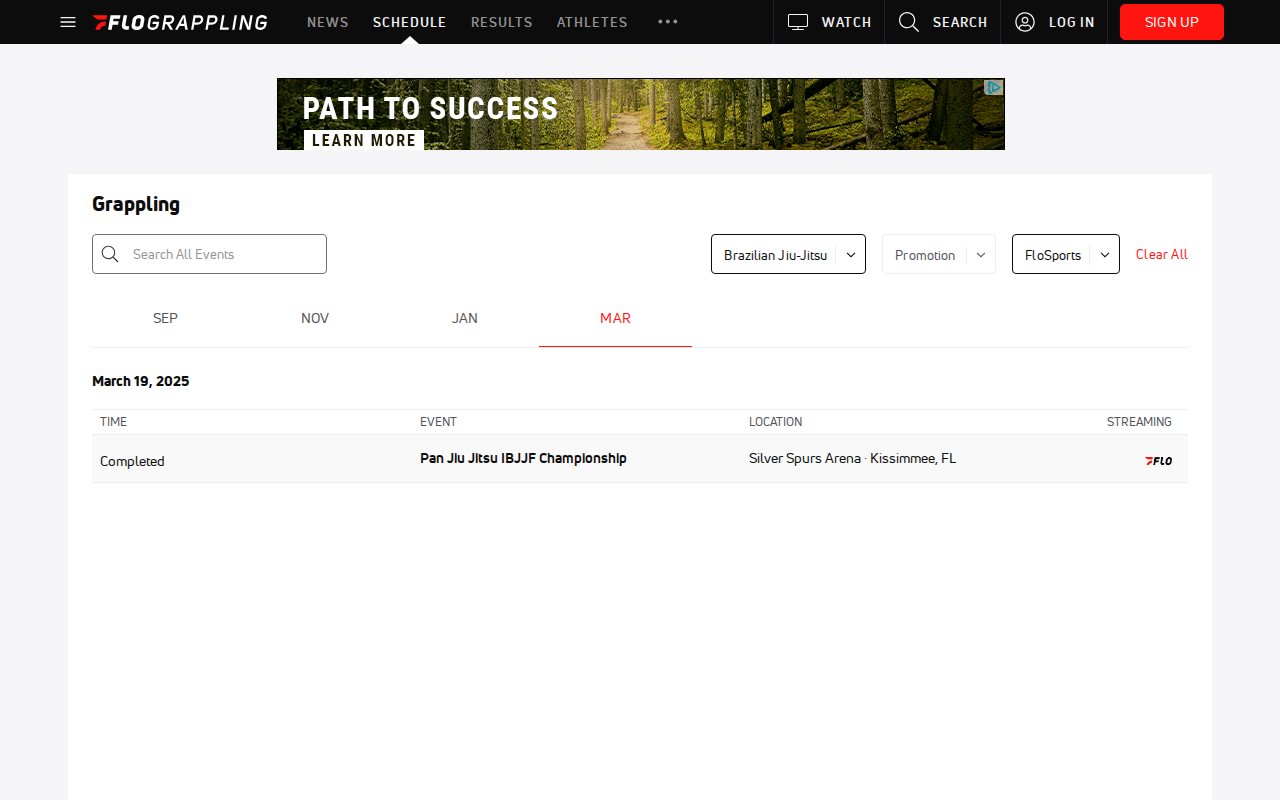 FLOGRAPPLING NEWS SCHEDULE RESULTS ATHLETES WATCH SEARCH LOG IN SIGN UP
PATH TO SUCCESS
LEARN MORE
Grappling
Search All Events Brazilian Jiu-Jitsu Promotion FloSports Clear All
SEP NOV JAN MAR
March 19, 2025
TIME EVENT LOCATION STREAMING
Completed Pan Jiu Jitsu IBJJF Championship Silver Spurs Arena · Kissimmee, FL FLO